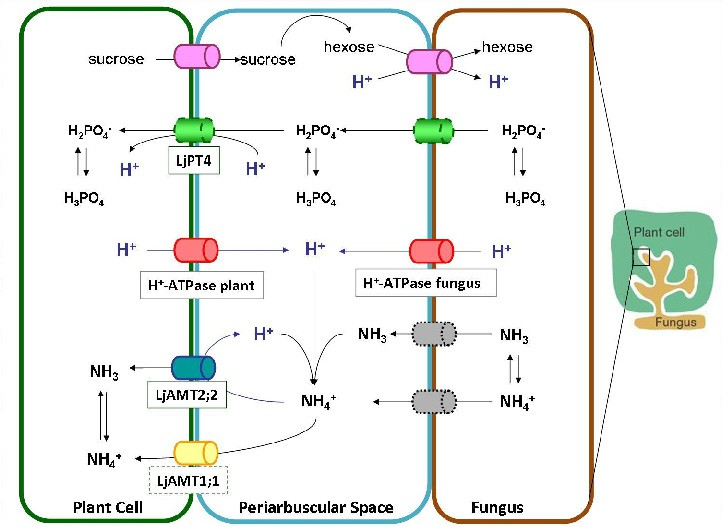 sucrose
sucrose
hexose
hexose
H+
H+
H₂PO₄-
H₂PO₄-
H₂PO₄-
H+
LjPT4
H+
H₃PO₄
H₃PO₄
H₃PO₄
H+
H+
H+
H+-ATPase plant
H+-ATPase fungus
Plant cell
Fungus
H+
NH₃
NH₃
NH₃
LjAMT2;2
NH₄+
NH₄+
NH₄+
LjAMT1;1
Plant Cell
Periarbuscular Space
Fungus